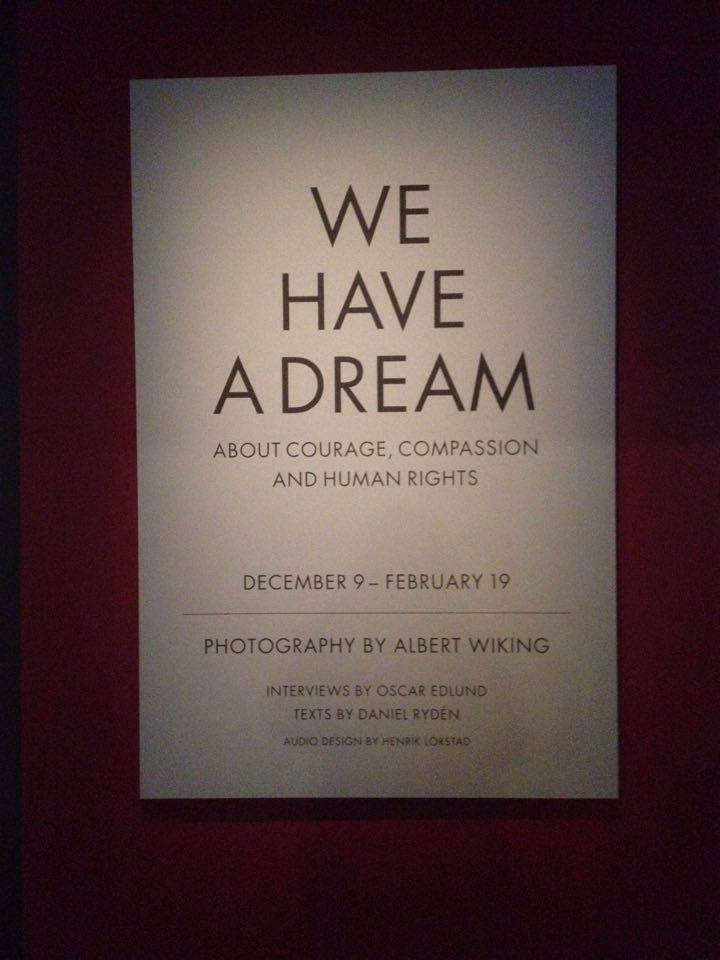 WE
HAVE
A DREAM
ABOUT COURAGE, COMPASSION
AND HUMAN RIGHTS
DECEMBER 9 – FEBRUARY 19
PHOTOGRAPHY BY ALBERT WIKING
INTERVIEWS BY OSCAR EDLUND
TEXTS BY DANIEL RYDÉN
AUDIO DESIGN BY HENRIK LÖRSTAD